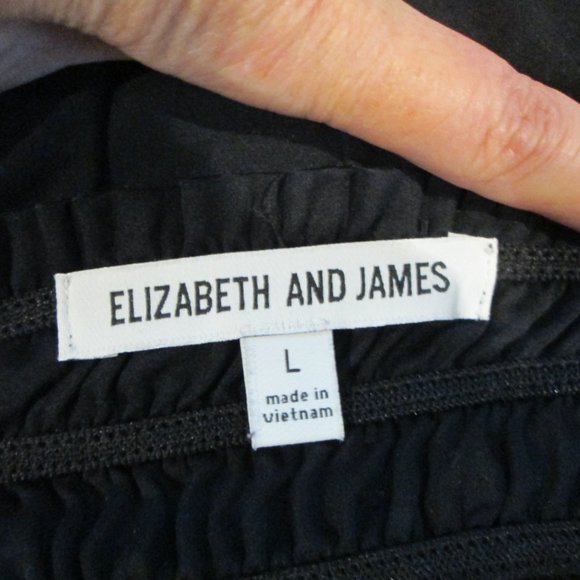 ELIZABETH AND JAMES
L
made in
vietnam